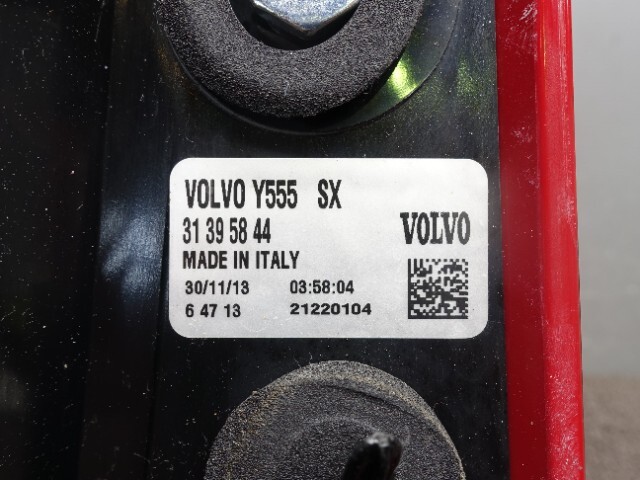 VOLVO Y555 SX
31 39 58 44
VOLVO
MADE IN ITALY
30/11/13 03:58:04
6 47 13 21220104